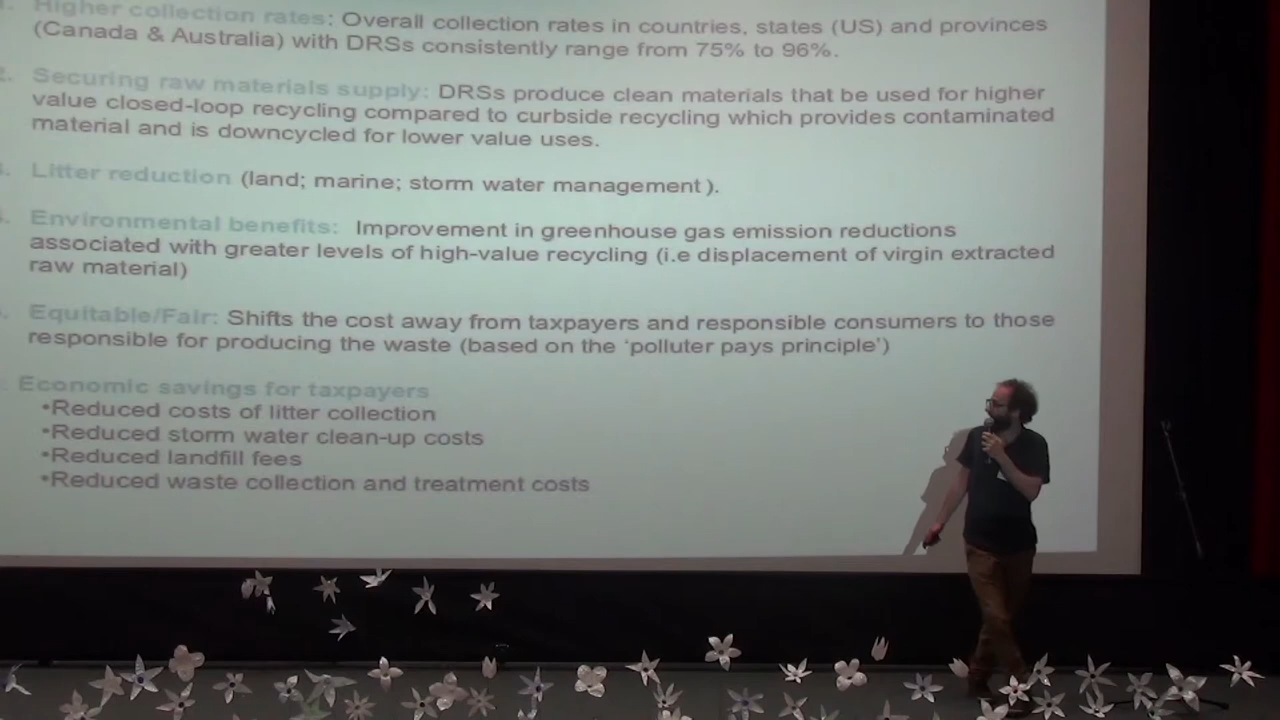 Higher collection rates: Overall collection rates in countries, states (US) and provinces
(Canada & Australia) with DRSs consistently range from 75% to 96%.
Securing raw materials supply: DRSs produce clean materials that be used for higher
value closed-loop recycling compared to curbside recycling which provides contaminated
material and is downcycled for lower value uses.
Litter reduction (land; marine; storm water management ).
Environmental benefits: Improvement in greenhouse gas emission reductions
associated with greater levels of high-value recycling (i.e displacement of virgin extracted
raw material)
Equitable/Fair: Shifts the cost away from taxpayers and responsible consumers to those
responsible for producing the waste (based on the ‘polluter pays principle’)
Economic savings for taxpayers
•Reduced costs of litter collection
•Reduced storm water clean-up costs
•Reduced landfill fees
•Reduced waste collection and treatment costs